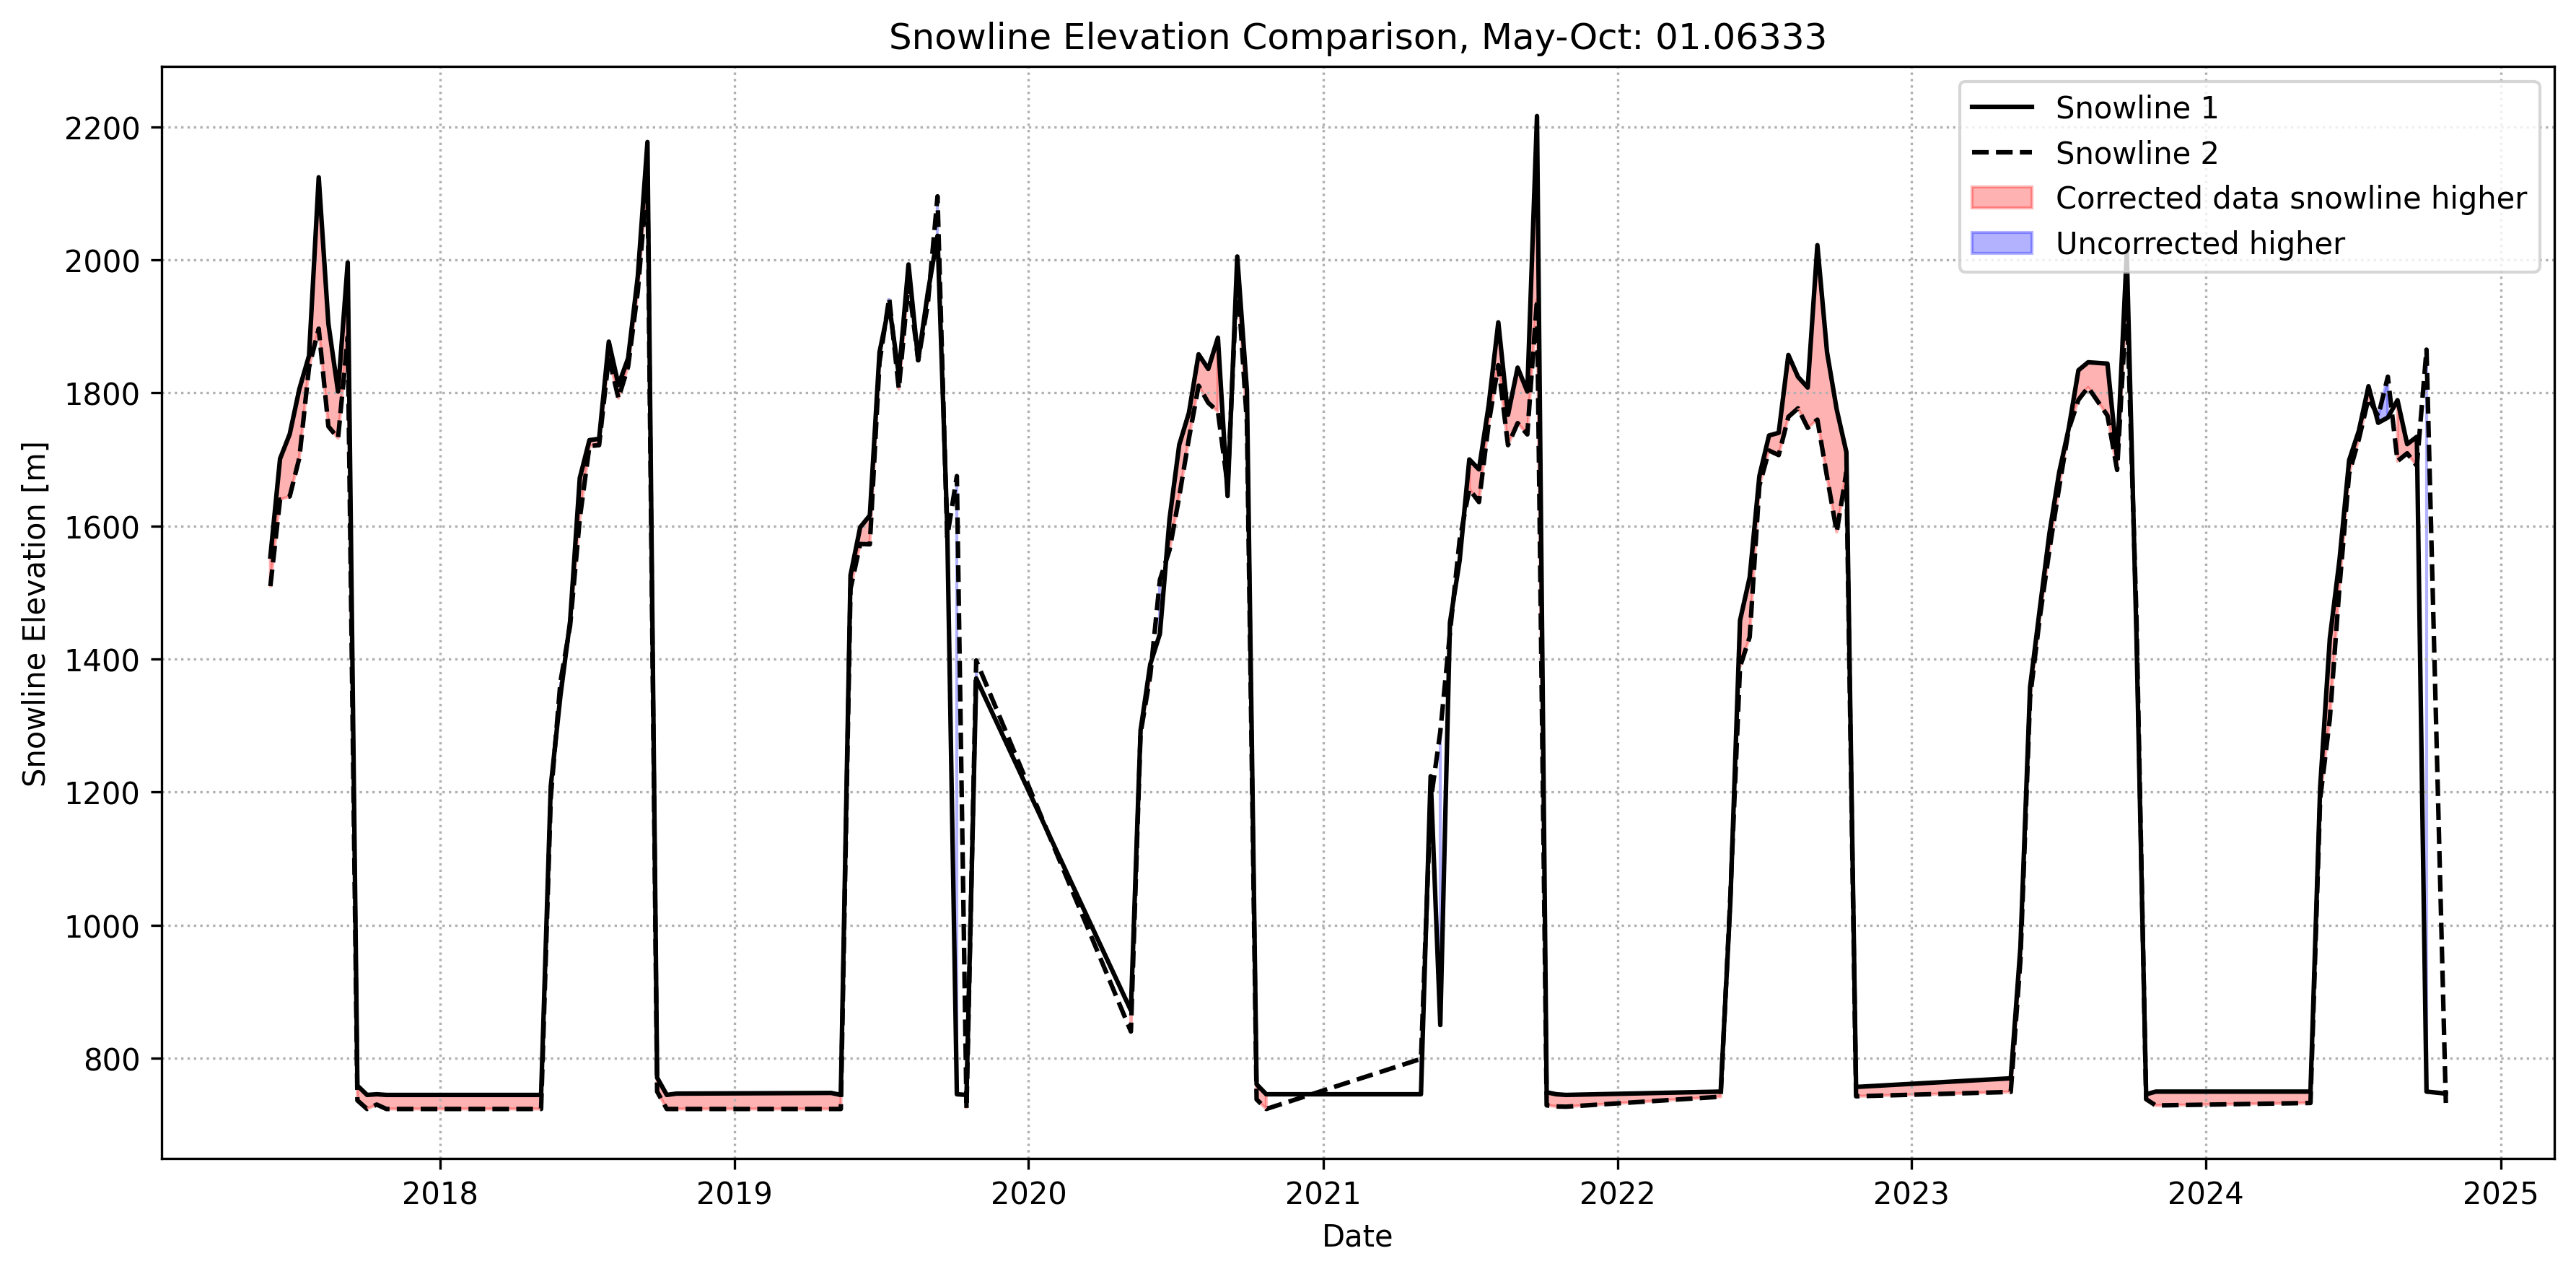 Snowline Elevation Comparison, May-Oct: 01.06333
Snowline 1
Snowline 2
Corrected data snowline higher
Uncorrected higher
Snowline Elevation [m]
2200
2000
1800
1600
1400
1200
1000
800
2018 2019 2020 2021 2022 2023 2024 2025
Date